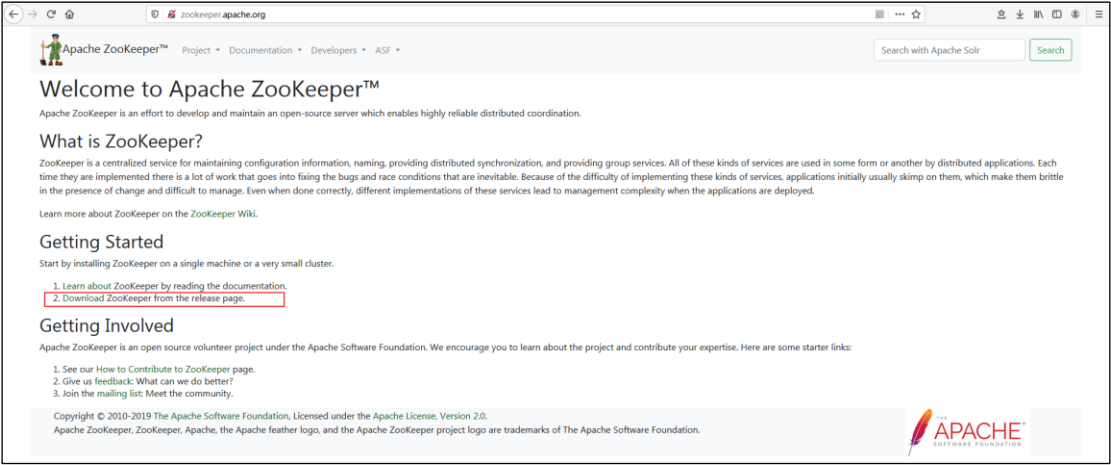 zookeeper.apache.org
Apache ZooKeeper™ Project Documentation Developers ASF Search with Apache Solr Search
Welcome to Apache ZooKeeper™
Apache ZooKeeper is an effort to develop and maintain an open-source server which enables highly reliable distributed coordination.
What is ZooKeeper?
ZooKeeper is a centralized service for maintaining configuration information, naming, providing distributed synchronization, and providing group services. All of these kinds of services are used in some form or another by distributed applications. Each
time they are implemented there is a lot of work that goes into fixing the bugs and race conditions that are inevitable. Because of the difficulty of implementing these kinds of services, applications initially usually skimp on them, which make them brittle
in the presence of change and difficult to manage. Even when done correctly, different implementations of these services lead to management complexity when the applications are deployed.
Learn more about ZooKeeper on the ZooKeeper Wiki.
Getting Started
Start by installing ZooKeeper on a single machine or a very small cluster.
1. Learn about ZooKeeper by reading the documentation.
2. Download ZooKeeper from the release page.
Getting Involved
Apache ZooKeeper is an open source volunteer project under the Apache Software Foundation. We encourage you to learn about the project and contribute your expertise. Here are some starter links:
1. See our How to Contribute to ZooKeeper page.
2. Give us feedback: What can we do better?
3. Join the mailing list: Meet the community.
Copyright © 2010-2019 The Apache Software Foundation, Licensed under the Apache License, Version 2.0.
Apache ZooKeeper, ZooKeeper, Apache, the Apache feather logo, and the Apache ZooKeeper project logo are trademarks of The Apache Software Foundation.
THE
APACHE®
SOFTWARE FOUNDATION